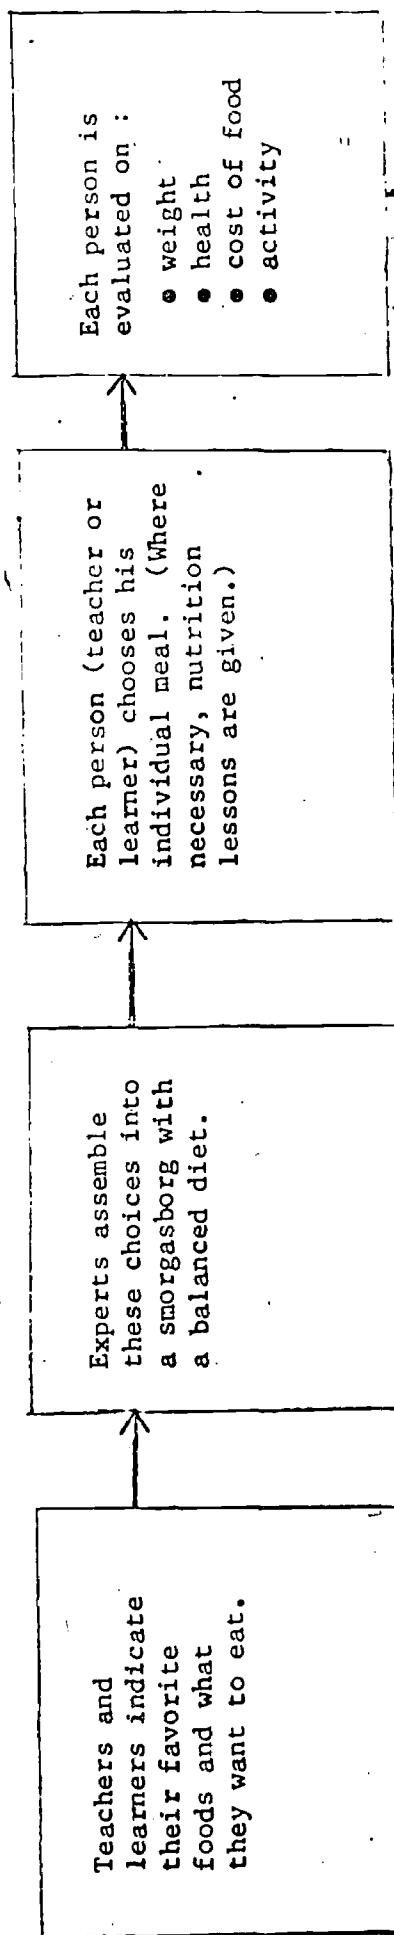 Teachers and
learners indicate
their favorite
foods and what
they want to eat.
Experts assemble
these choices into
a smorgasborg with
a balanced diet.
Each person (teacher or
learner) chooses his
individual meal. (Where
necessary, nutrition
lessons are given.)
Each person is
evaluated on :
• weight
• health
• cost of food
• activity